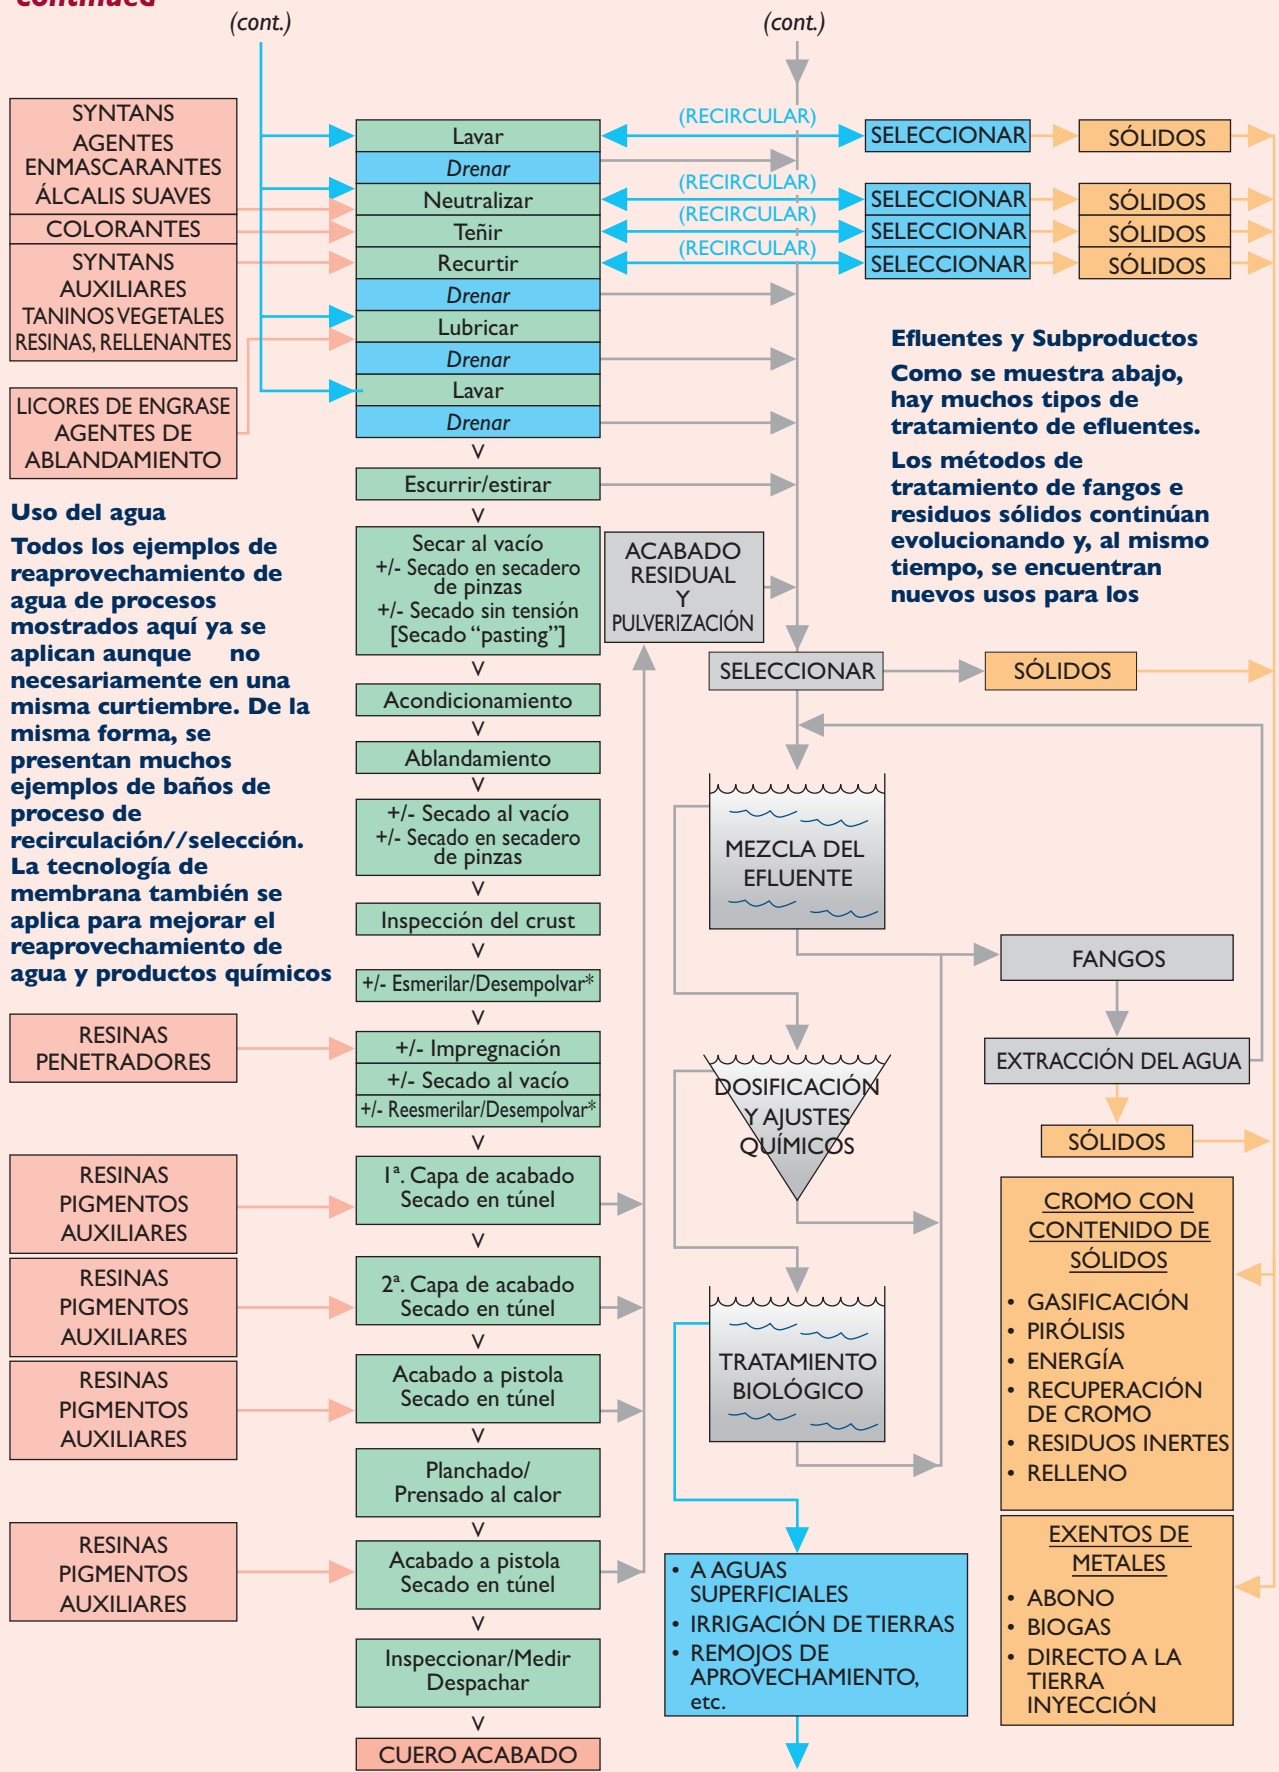 continued
(cont.)
(cont.)
SYNTANS
AGENTES
ENMASCARANTES
ÁLCALIS SUAVES
COLORANTES
SYNTANS
AUXILIARES
TANINOS VEGETALES
RESINAS, RELLENANTES
LICORES DE ENGRASE
AGENTES DE
ABLANDAMIENTO
Uso del agua
Todos los ejemplos de
reaprovechamiento de
agua de procesos
mostrados aquí ya se
aplican aunque no
necesariamente en una
misma curtiembre. De la
misma forma, se
presentan muchos
ejemplos de baños de
proceso de
recirculación//selección.
La tecnología de
membrana también se
aplica para mejorar el
reaprovechamiento de
agua y productos químicos
RESINAS
PENETRADORES
RESINAS
PIGMENTOS
AUXILIARES
RESINAS
PIGMENTOS
AUXILIARES
RESINAS
PIGMENTOS
AUXILIARES
RESINAS
PIGMENTOS
AUXILIARES
Lavar
Drenar
Neutralizar
Teñir
Recurtir
Drenar
Lubricar
Drenar
Lavar
Drenar
Escurrir/estirar
Secar al vacío
+/- Secado en secadero
de pinzas
+/- Secado sin tensión
[Secado “pasting”]
Acondicionamiento
Ablandamiento
+/- Secado al vacío
+/- Secado en secadero
de pinzas
Inspección del crust
+/- Esmerilar/Desempolvar*
+/- Impregnación
+/- Secado al vacío
+/- Reesmerilar/Desempolvar*
1ª. Capa de acabado
Secado en túnel
2ª. Capa de acabado
Secado en túnel
Acabado a pistola
Secado en túnel
Planchado/
Prensado al calor
Acabado a pistola
Secado en túnel
Inspeccionar/Medir
Despachar
CUERO ACABADO
(RECIRCULAR)
(RECIRCULAR)
(RECIRCULAR)
(RECIRCULAR)
SELECCIONAR
SÓLIDOS
SELECCIONAR
SÓLIDOS
SELECCIONAR
SÓLIDOS
SELECCIONAR
SÓLIDOS
Efluentes y Subproductos
Como se muestra abajo,
hay muchos tipos de
tratamiento de efluentes.
Los métodos de
tratamiento de fangos e
residuos sólidos continúan
evolucionando y, al mismo
tiempo, se encuentran
nuevos usos para los
ACABADO
RESIDUAL
Y
PULVERIZACIÓN
SELECCIONAR
SÓLIDOS
MEZCLA DEL
EFLUENTE
FANGOS
EXTRACCIÓN DEL AGUA
SÓLIDOS
DOSIFICACIÓN
Y AJUSTES
QUÍMICOS
TRATAMIENTO
BIOLÓGICO
• A AGUAS
SUPERFICIALES
• IRRIGACIÓN DE TIERRAS
• REMOJOS DE
APROVECHAMIENTO,
etc.
CROMO CON
CONTENIDO DE
SÓLIDOS
• GASIFICACIÓN
• PIRÓLISIS
• ENERGÍA
• RECUPERACIÓN
DE CROMO
• RESIDUOS INERTES
• RELLENO
EXENTOS DE
METALES
• ABONO
• BIOGAS
• DIRECTO A LA
TIERRA
INYECCIÓN